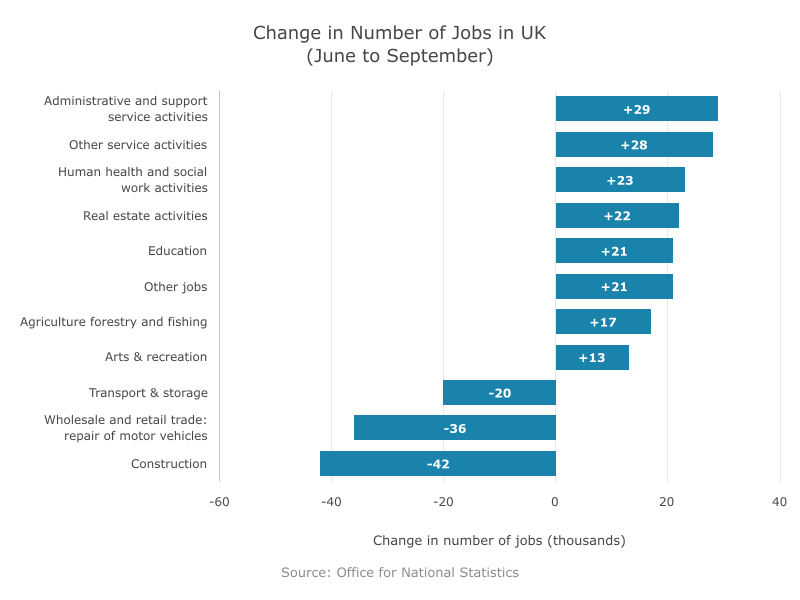 Change in Number of Jobs in UK
(June to September)
Administrative and support
service activities
+29
Other service activities
+28
Human health and social
work activities
+23
Real estate activities
+22
Education
+21
Other jobs
+21
Agriculture forestry and fishing
+17
Arts & recreation
+13
Transport & storage
-20
Wholesale and retail trade:
repair of motor vehicles
-36
Construction
-42
-60 -40 -20 0 20 40
Change in number of jobs (thousands)
Source: Office for National Statistics